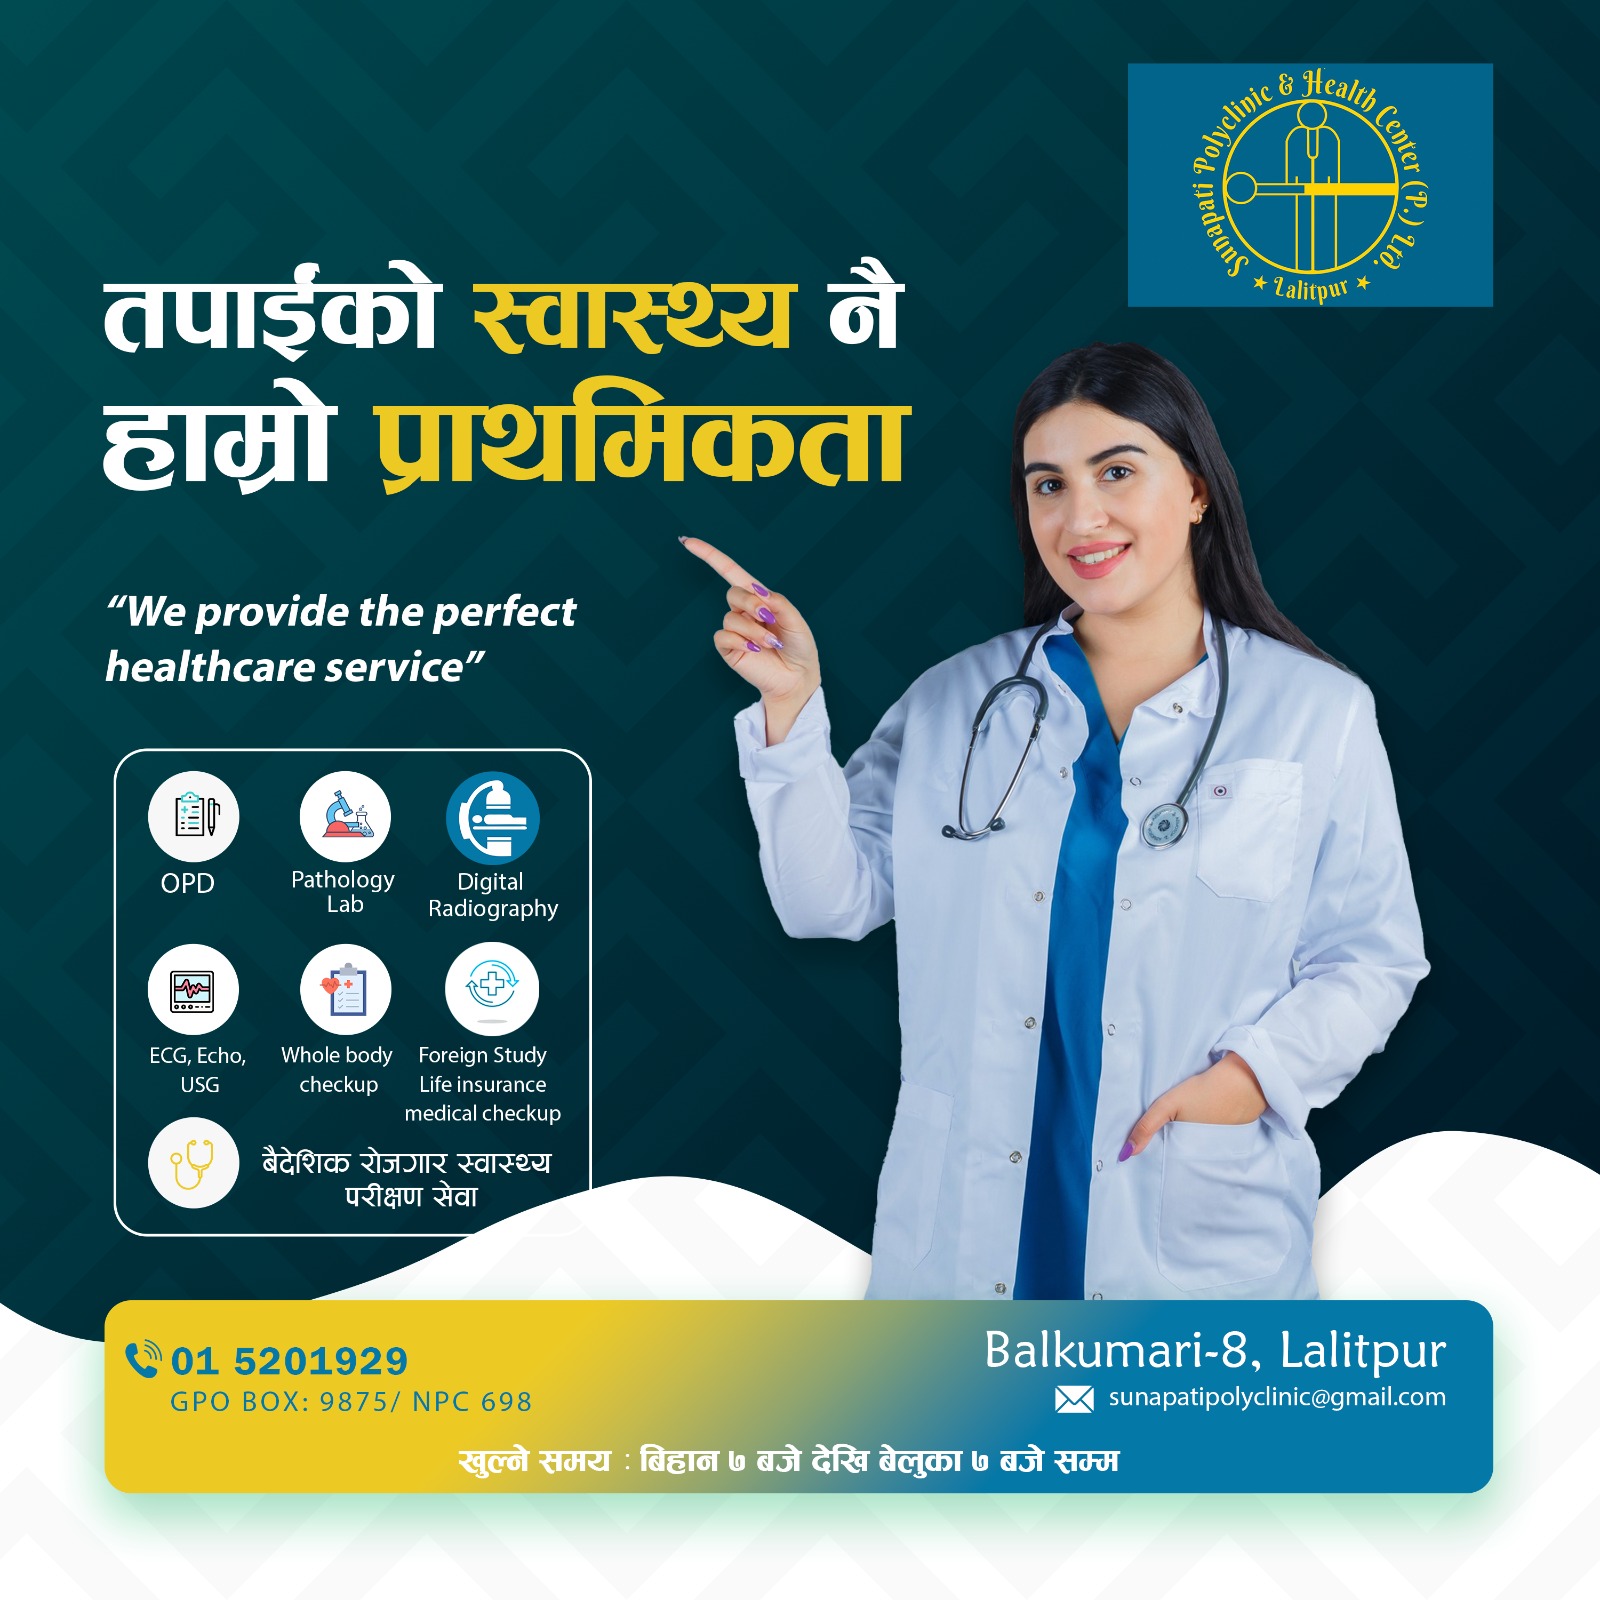 Sunapati Polyclinic & Health Center (P.) Ltd.
Lalitpur
तपाईको स्वास्थ्य नै
हाम्रो प्राथमिकता
“We provide the perfect
healthcare service”
OPD
Pathology
Lab
Digital
Radiography
ECG, Echo,
USG
Whole body
checkup
Foreign Study
Life insurance
medical checkup
बैदेशिक रोजगार स्वास्थ्य
परीक्षण सेवा
01 5201929
GPO BOX: 9875/ NPC 698
Balkumari-8, Lalitpur
sunapatipolyclinic@gmail.com
खुल्ने समय : बिहान ७ बजे देखि बेलुका ७ बजे सम्म